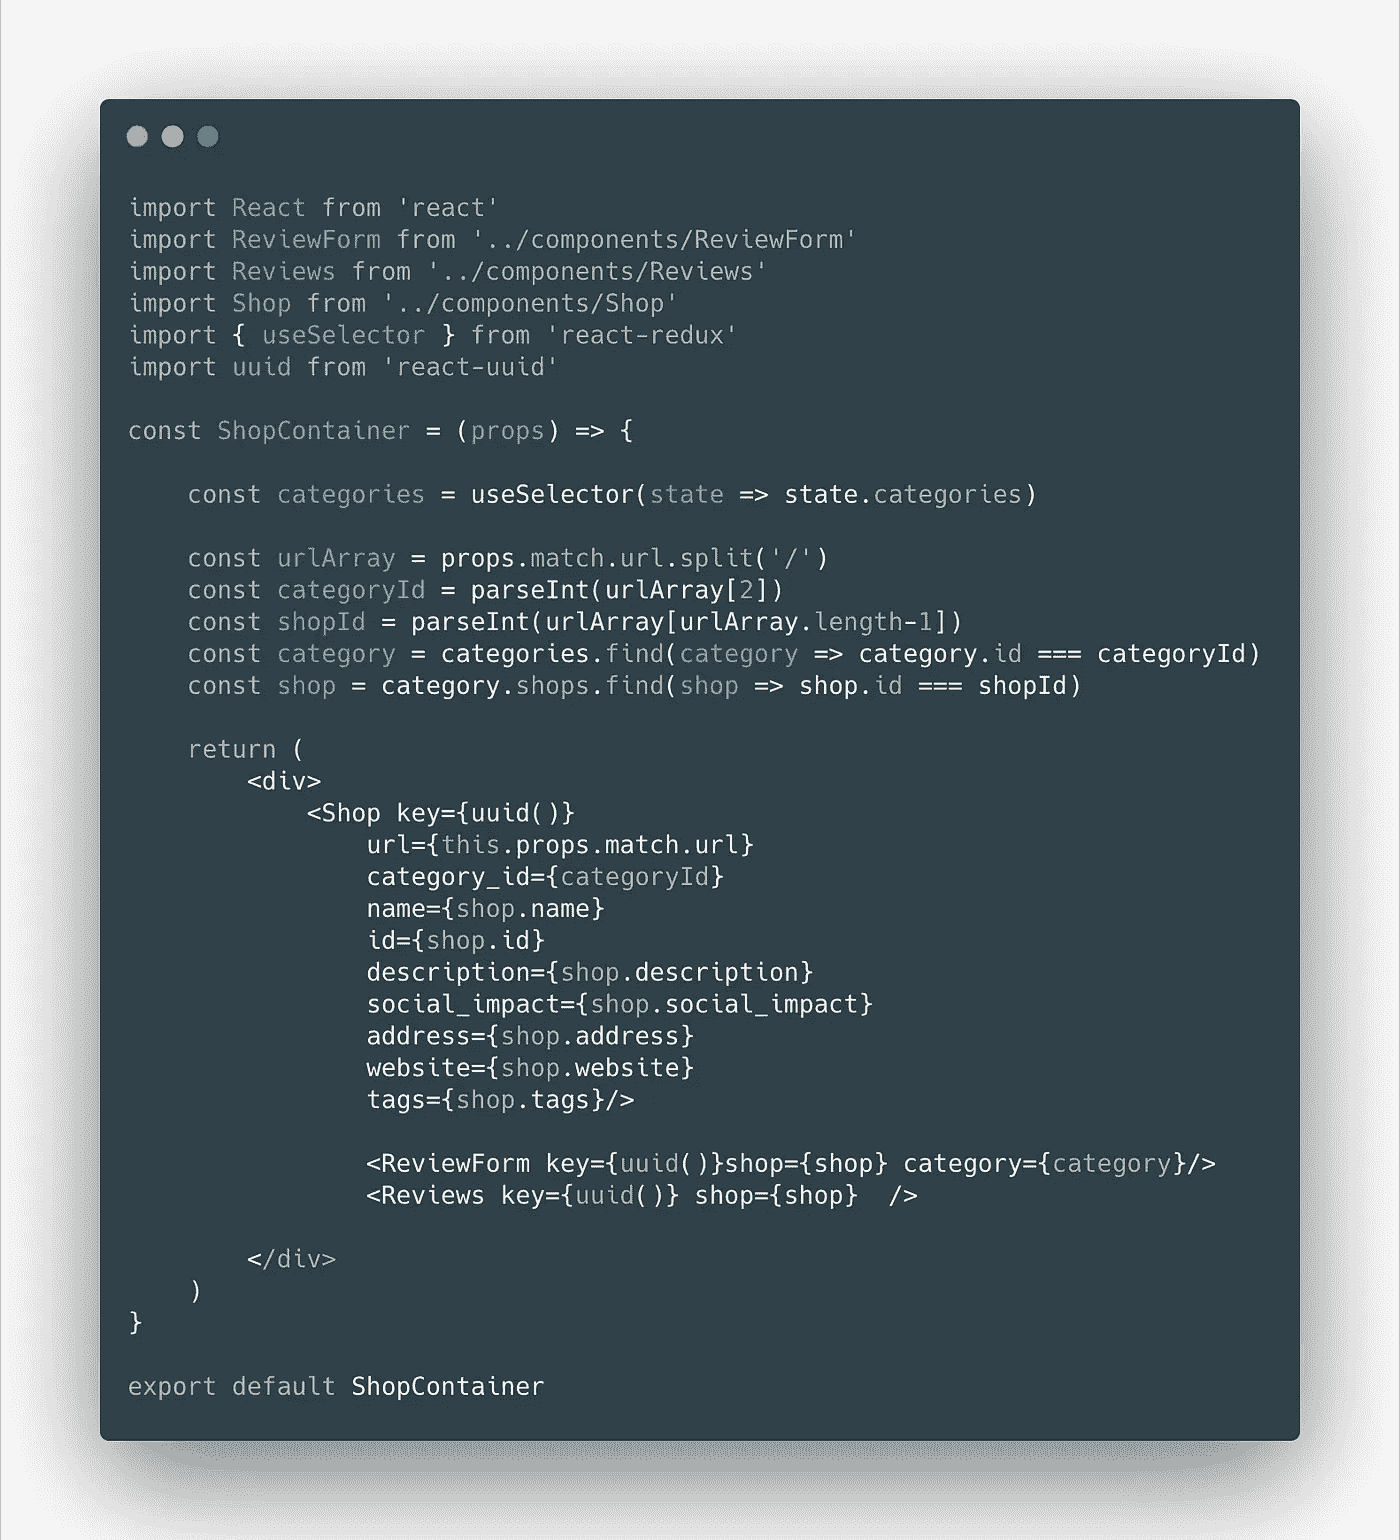 import React from 'react'
import ReviewForm from '../components/ReviewForm'
import Reviews from '../components/Reviews'
import Shop from '../components/Shop'
import { useSelector } from 'react-redux'
import uuid from 'react-uuid'

const ShopContainer = (props) => {

    const categories = useSelector(state => state.categories)

    const urlArray = props.match.url.split('/')
    const categoryId = parseInt(urlArray[2])
    const shopId = parseInt(urlArray[urlArray.length-1])
    const category = categories.find(category => category.id === categoryId)
    const shop = category.shops.find(shop => shop.id === shopId)

    return (
        <div>
            <Shop key={uuid()}
                url={this.props.match.url}
                category_id={categoryId}
                name={shop.name}
                id={shop.id}
                description={shop.description}
                social_impact={shop.social_impact}
                address={shop.address}
                website={shop.website}
                tags={shop.tags}/>

                <ReviewForm key={uuid()}shop={shop} category={category}/>
                <Reviews key={uuid()} shop={shop}  />

        </div>
    )
}

export default ShopContainer